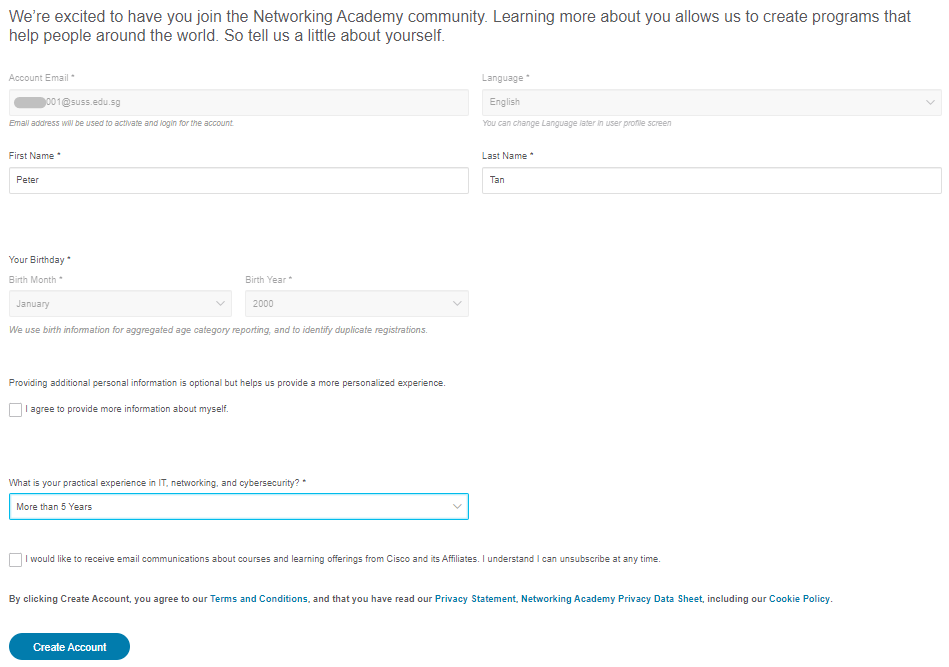 We're excited to have you join the Networking Academy community. Learning more about you allows us to create programs that
help people around the world. So tell us a little about yourself.
Account Email *
Language *
001@suss.edu.sg
English
Email address will be used to activate and login for the account.
You can change Language later in user profile screen
First Name *
Last Name *
Peter
Tan
Your Birthday *
Birth Month *
Birth Year *
January
2000
We use birth information for aggregated age category reporting, and to identify duplicate registrations.
Providing additional personal information is optional but helps us provide a more personalized experience.
I agree to provide more information about myself.
What is your practical experience in IT, networking, and cybersecurity? *
More than 5 Years
I would like to receive email communications about courses and learning offerings from Cisco and its Affiliates. I understand I can unsubscribe at any time.
By clicking Create Account, you agree to our Terms and Conditions, and that you have read our Privacy Statement, Networking Academy Privacy Data Sheet, including our Cookie Policy.
Create Account